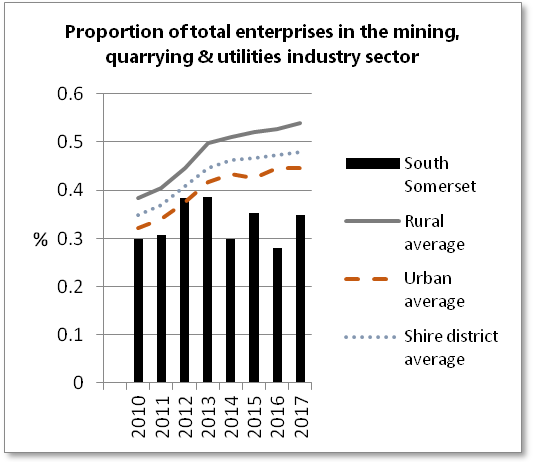 Proportion of total enterprises in the mining,
quarrying & utilities industry sector
0.6
0.5
0.4
0.3
0.2
0.1
0
%
2010
2011
2012
2013
2014
2015
2016
2017
South
Somerset
Rural
average
Urban
average
Shire district
average